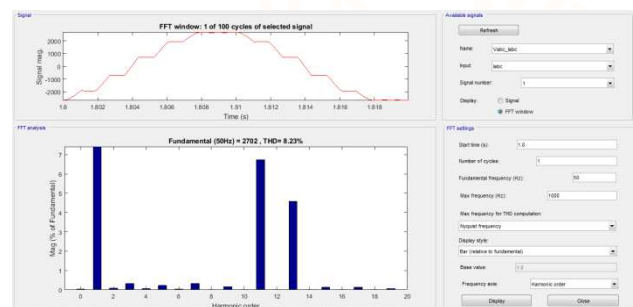 Signal
FFT window: 1 of 100 cycles of selected signal
2000
1000
0
-1000
-2000
Signal mag.
1.8 1.802 1.804 1.806 1.808 1.81 1.812 1.814 1.816 1.818
Time (s)
FFT analysis
Fundamental (50Hz) = 2702 , THD= 8.23%
7
6
5
4
3
2
1
0
Mag (% of Fundamental)
0 2 4 6 8 10 12 14 16 18 20
Harmonic order
Available signals
Refresh
Name:
Vabc_Iabc
Input:
Iabc
Signal number:
1
Display:
Signal
FFT window
FFT settings
Start time (s):
1.8
Number of cycles:
1
Fundamental frequency (Hz):
50
Max frequency (Hz):
1000
Max frequency for THD computation:
Nyquist frequency
Display style:
Bar (relative to fundamental)
Base value:
1.0
Frequency axis:
Harmonic order
Display
Close